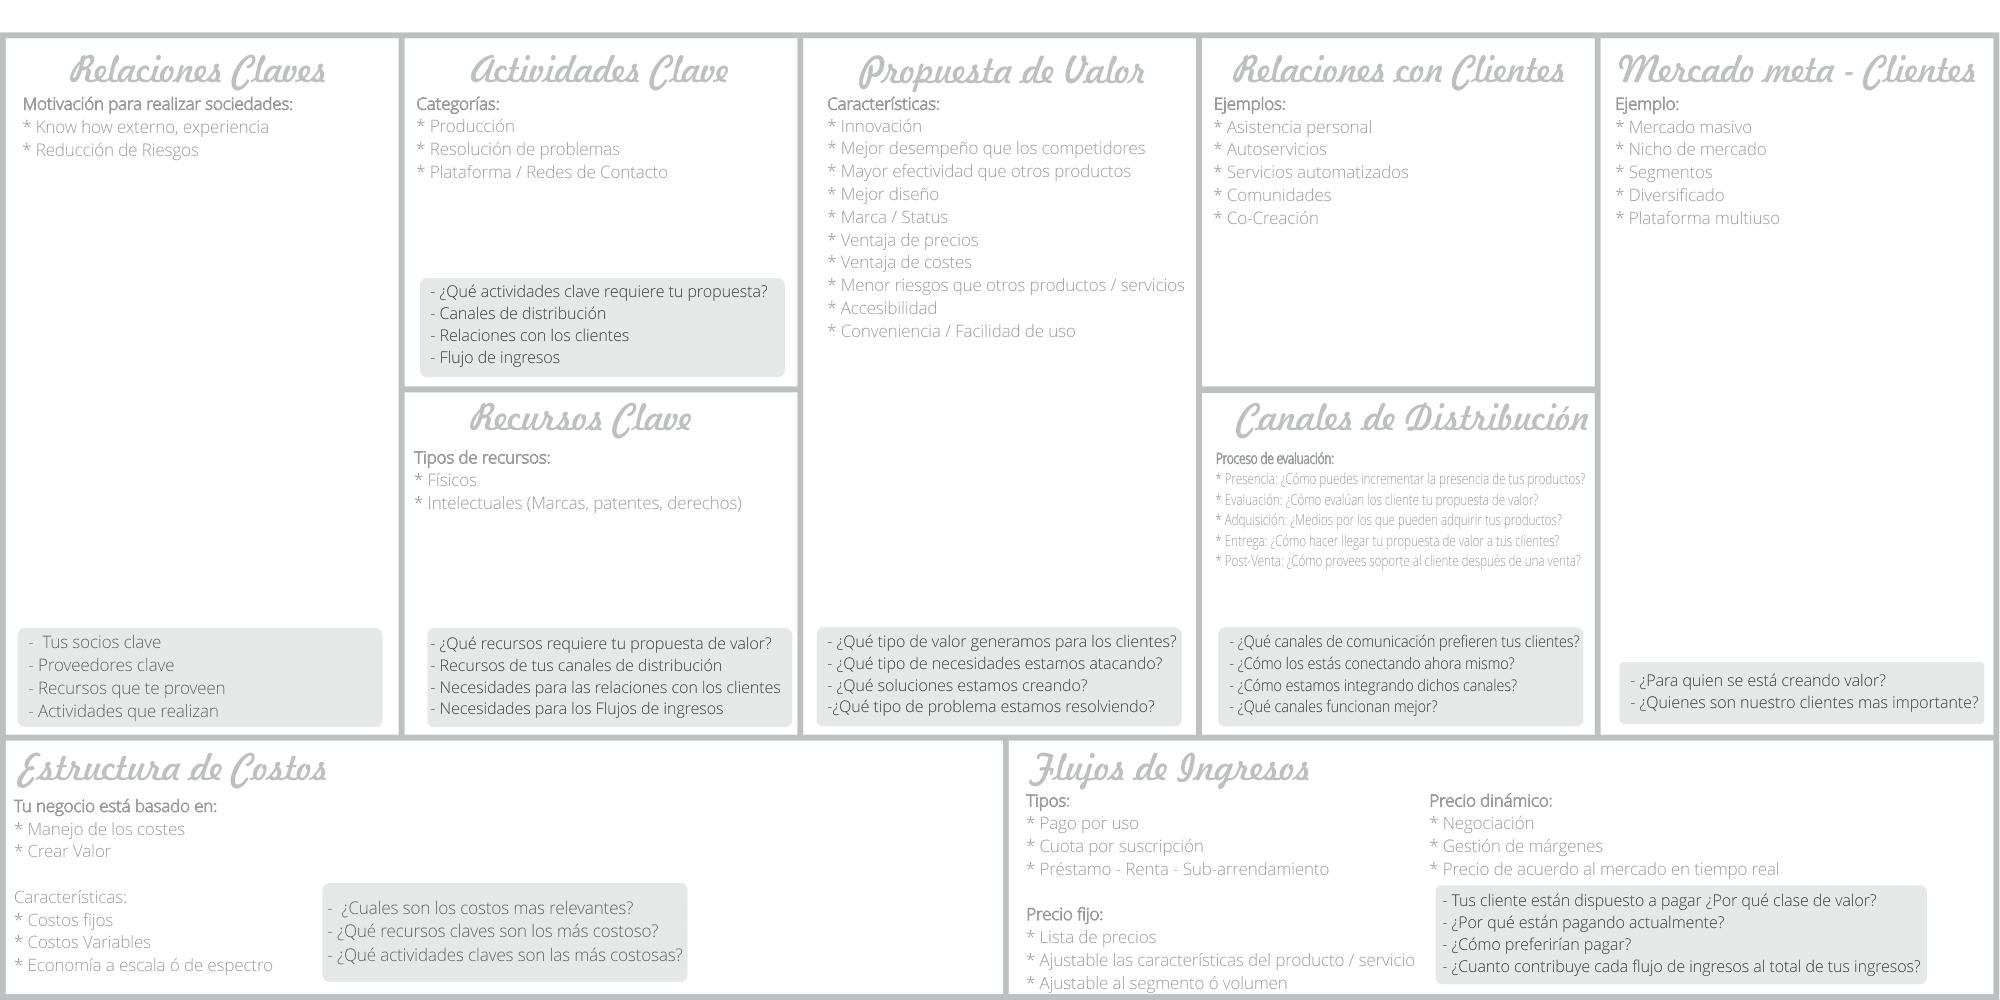 Relaciones Claves
Motivación para realizar sociedades:
* Know how externo, experiencia
* Reducción de Riesgos
- Tus socios clave
- Proveedores clave
- Recursos que te proveen
- Actividades que realizan
Actividades Clave
Categorías:
* Producción
* Resolución de problemas
* Plataforma / Redes de Contacto
- ¿Qué actividades clave requiere tu propuesta?
- Canales de distribución
- Relaciones con los clientes
- Flujo de ingresos
Recursos Clave
Tipos de recursos:
* Físicos
* Intelectuales (Marcas, patentes, derechos)
- ¿Qué recursos requiere tu propuesta de valor?
- Recursos de tus canales de distribución
- Necesidades para las relaciones con los clientes
- Necesidades para los Flujos de ingresos
Propuesta de Valor
Características:
* Innovación
* Mejor desempeño que los competidores
* Mayor efectividad que otros productos
* Mejor diseño
* Marca / Status
* Ventaja de precios
* Ventaja de costes
* Menor riesgos que otros productos / servicios
* Accesibilidad
* Conveniencia / Facilidad de uso
- ¿Qué tipo de valor generamos para los clientes?
- ¿Qué tipo de necesidades estamos atacando?
- ¿Qué soluciones estamos creando?
-¿Qué tipo de problema estamos resolviendo?
Relaciones con Clientes
Ejemplos:
* Asistencia personal
* Autoservicios
* Servicios automatizados
* Comunidades
* Co-Creación
Canales de Distribución
Proceso de evaluación:
* Presencia: ¿Cómo puedes incrementar la presencia de tus productos?
* Evaluación: ¿Cómo evalúan los cliente tu propuesta de valor?
* Adquisición: ¿Medios por los que pueden adquirir tus productos?
* Entrega: ¿Cómo hacer llegar tu propuesta de valor a tus clientes?
* Post-Venta: ¿Cómo provees soporte al cliente después de una venta?
- ¿Qué canales de comunicación prefieren tus clientes?
- ¿Cómo los estás conectando ahora mismo?
- ¿Cómo estamos integrando dichos canales?
- ¿Qué canales funcionan mejor?
Mercado meta - Clientes
Ejemplo:
* Mercado masivo
* Nicho de mercado
* Segmentos
* Diversificado
* Plataforma multiuso
- ¿Para quien se está creando valor?
- ¿Quienes son nuestro clientes mas importante?
Estructura de Costos
Tu negocio está basado en:
* Manejo de los costes
* Crear Valor
Características:
* Costos fijos
* Costos Variables
* Economía a escala ó de espectro
- ¿Cuales son los costos mas relevantes?
- ¿Qué recursos claves son los más costoso?
- ¿Qué actividades claves son las más costosas?
Flujos de Ingresos
Tipos:
* Pago por uso
* Cuota por suscripción
* Préstamo - Renta - Sub-arrendamiento
Precio fijo:
* Lista de precios
* Ajustable las características del producto / servicio
* Ajustable al segmento ó volumen
Precio dinámico:
* Negociación
* Gestión de márgenes
* Precio de acuerdo al mercado en tiempo real
- Tus cliente están dispuesto a pagar ¿Por qué clase de valor?
- ¿Por qué están pagando actualmente?
- ¿Cómo preferirían pagar?
- ¿Cuanto contribuye cada flujo de ingresos al total de tus ingresos?